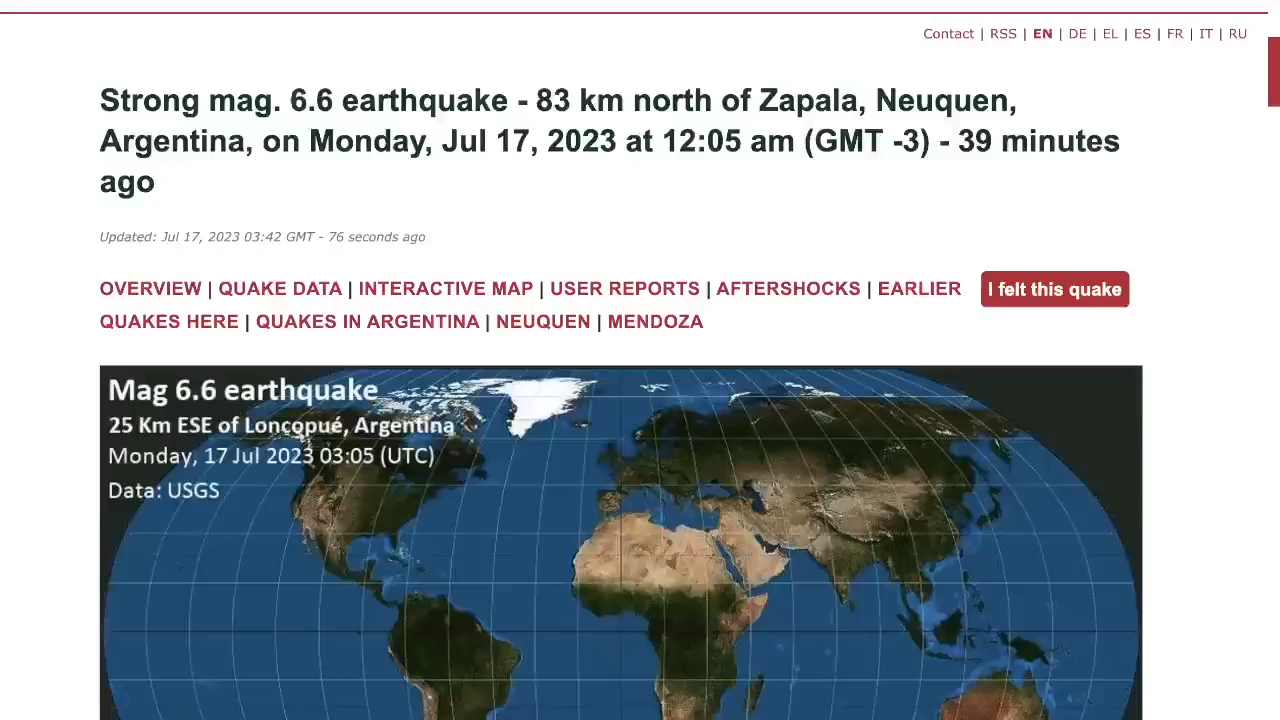 Contact | RSS | EN | DE | EL | ES | FR | IT | RU
Strong mag. 6.6 earthquake - 83 km north of Zapala, Neuquen,
Argentina, on Monday, Jul 17, 2023 at 12:05 am (GMT -3) - 39 minutes
ago
Updated: Jul 17, 2023 03:42 GMT - 76 seconds ago
OVERVIEW | QUAKE DATA | INTERACTIVE MAP | USER REPORTS | AFTERSHOCKS | EARLIER
QUAKES HERE | QUAKES IN ARGENTINA | NEUQUEN | MENDOZA
I felt this quake
Mag 6.6 earthquake
25 Km ESE of Loncopué, Argentina
Monday, 17 Jul 2023 03:05 (UTC)
Data: USGS